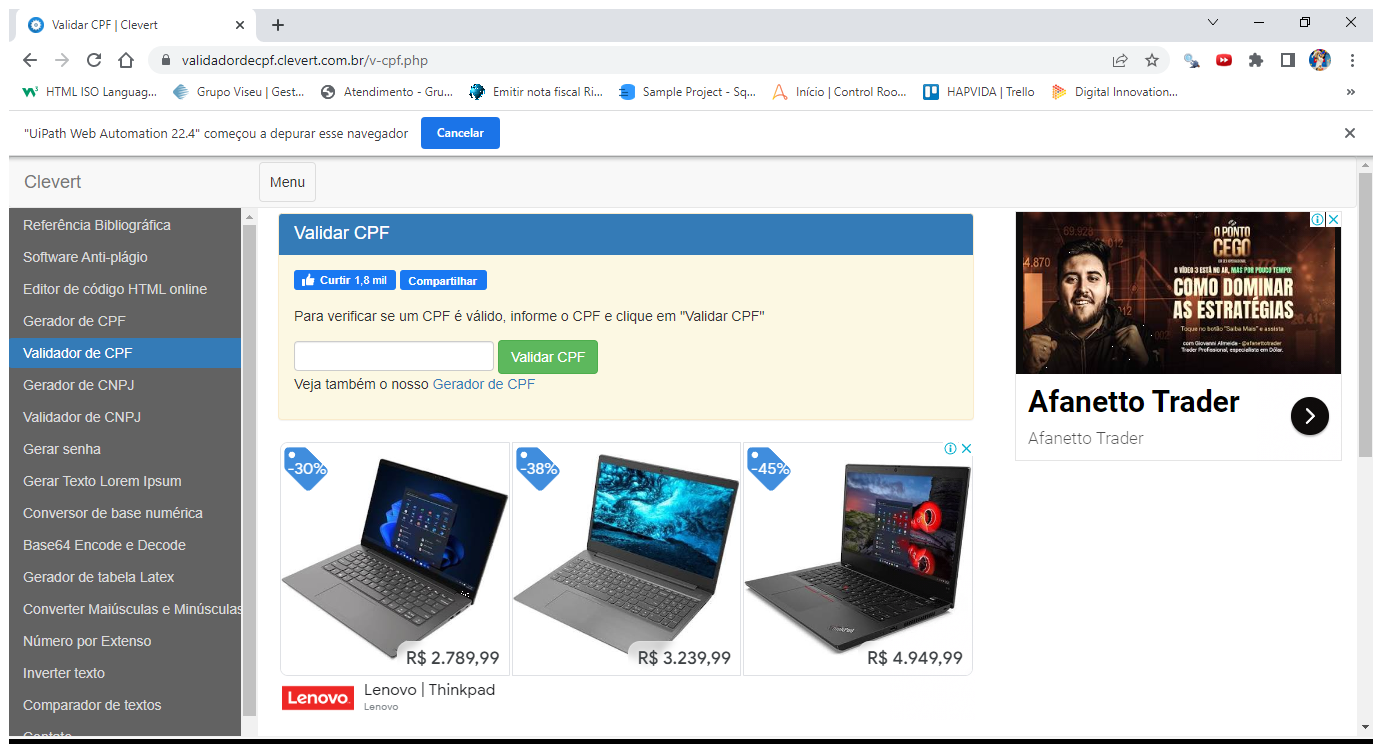 Validar CPF | Clevert
validadordecpf.clevert.com.br/v-cpf.php
HTML ISO Languag...
Grupo Viseu | Gest...
Atendimento - Gru...
Emitir nota fiscal Ri...
Sample Project - Sq...
Início | Control Roo...
HAPVIDA | Trello
Digital Innovation...
"UiPath Web Automation 22.4" começou a depurar esse navegador
Cancelar
Clevert
Menu
Referência Bibliográfica
Software Anti-plágio
Editor de código HTML online
Gerador de CPF
Validador de CPF
Gerador de CNPJ
Validador de CNPJ
Gerar senha
Gerar Texto Lorem Ipsum
Conversor de base numérica
Base64 Encode e Decode
Gerador de tabela Latex
Converter Maiúsculas e Minúsculas
Número por Extenso
Inverter texto
Comparador de textos
Contato
Validar CPF
Curtir 1,8 mil
Compartilhar
Para verificar se um CPF é válido, informe o CPF e clique em "Validar CPF"
Validar CPF
Veja também o nosso Gerador de CPF
-30%
R$ 2.789,99
-38%
R$ 3.239,99
-45%
R$ 4.949,99
Lenovo
Lenovo | Thinkpad
Lenovo
69.928
4.870
20.417
O PONTO
CEGO
O VÍDEO 3 ESTÁ NO AR, MAS POR POUCO TEMPO!
COMO DOMINAR
AS ESTRATÉGIAS
Toque no botão "Saiba Mais" e assista
com Giovanni Almeida - @afanettotrader
Trader Profissional, especialista em Dólar.
Afanetto Trader
Afanetto Trader